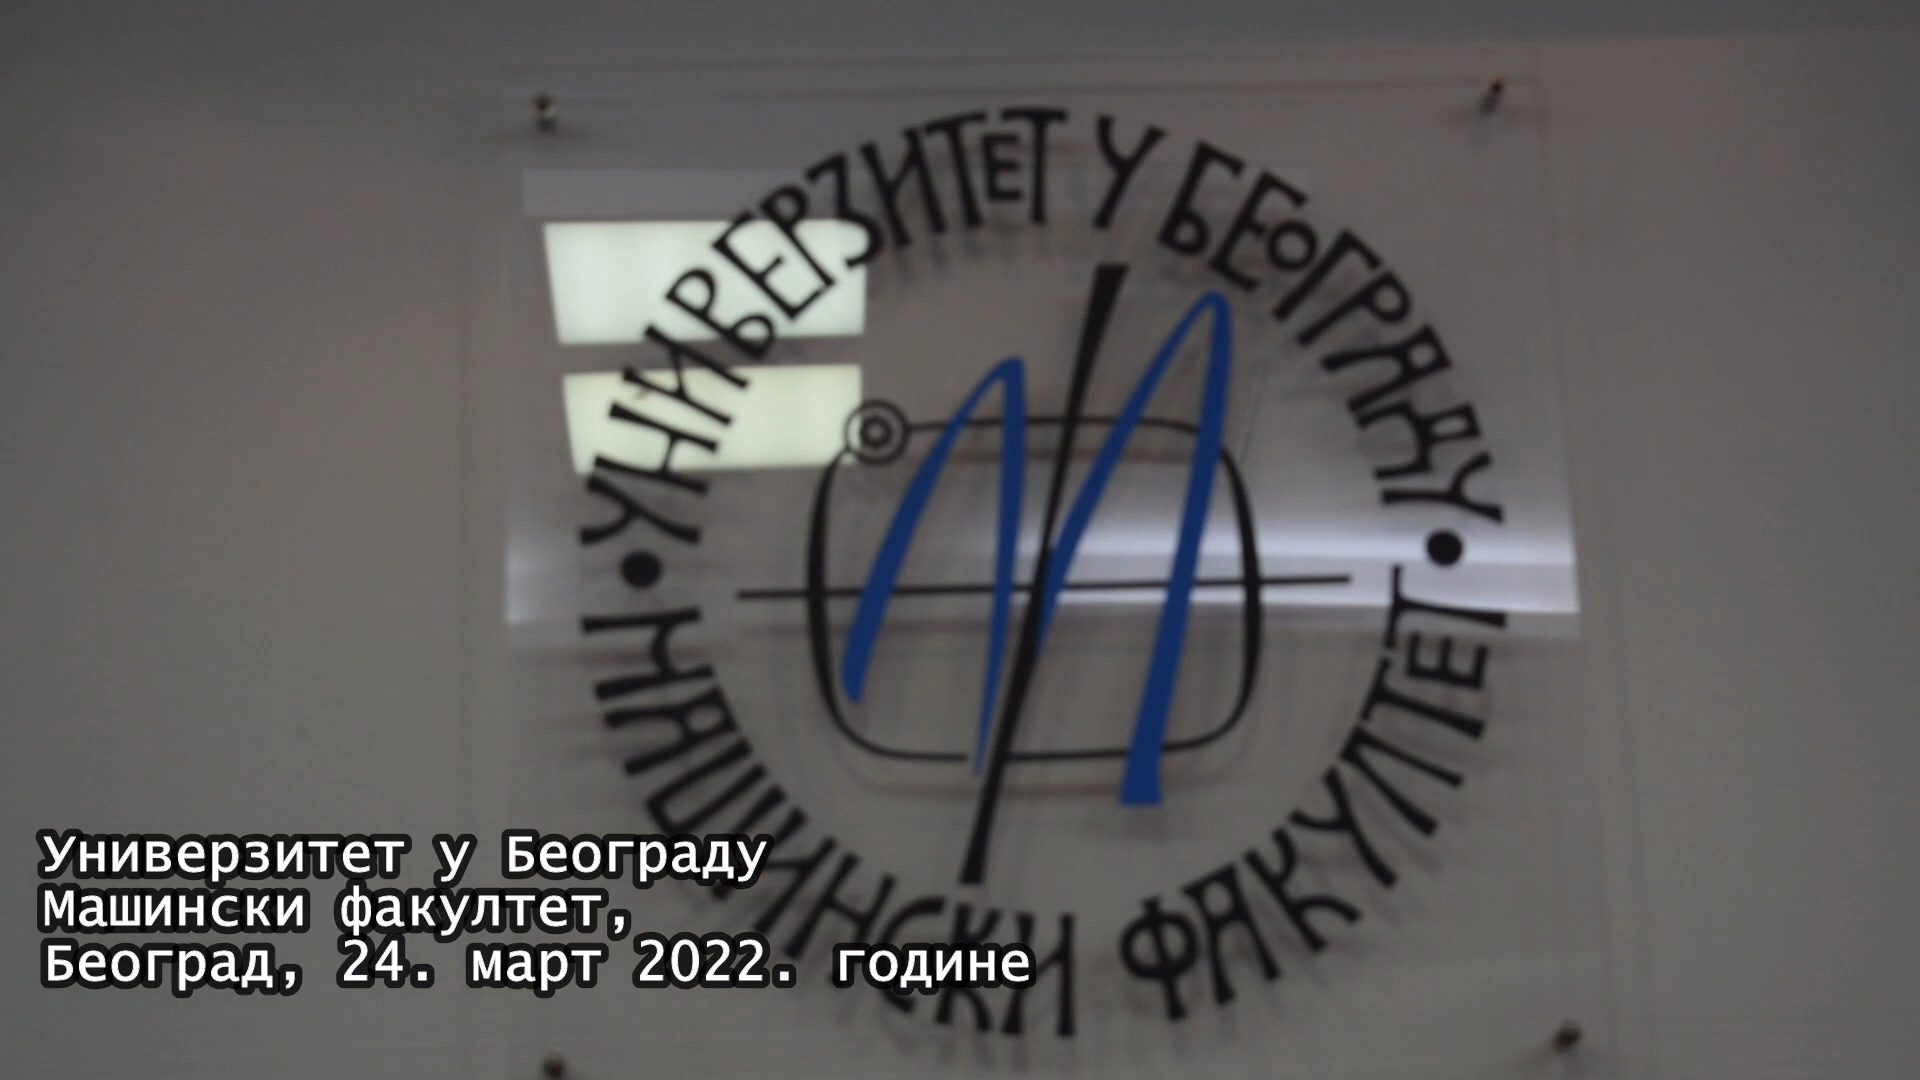 УНИВЕРЗИТЕТ У БЕОГРАДУ
• МАШИНСКИ ФАКУЛТЕТ •
Универзитет у Београду
Машински факултет,
Београд, 24. март 2022. године